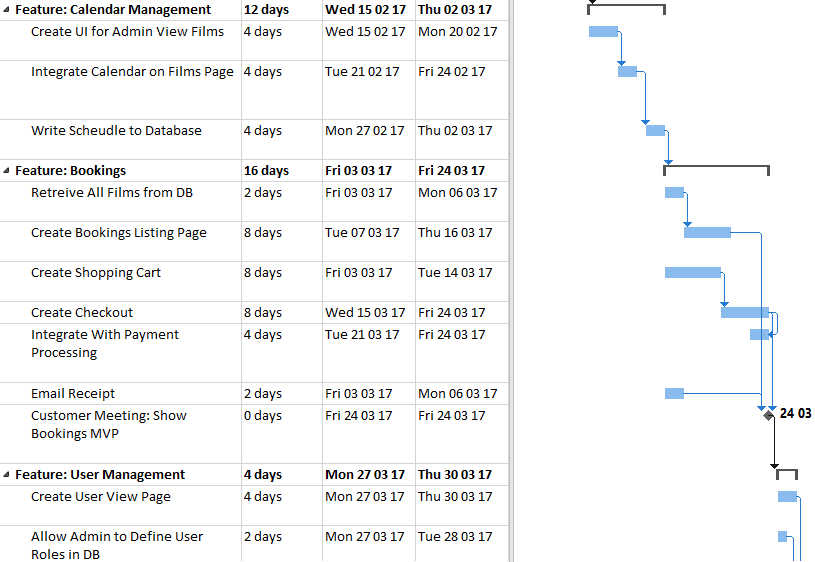 Feature: Calendar Management 12 days Wed 15 02 17 Thu 02 03 17
Create UI for Admin View Films 4 days Wed 15 02 17 Mon 20 02 17
Integrate Calendar on Films Page 4 days Tue 21 02 17 Fri 24 02 17
Write Scheudle to Database 4 days Mon 27 02 17 Thu 02 03 17
Feature: Bookings 16 days Fri 03 03 17 Fri 24 03 17
Retreive All Films from DB 2 days Fri 03 03 17 Mon 06 03 17
Create Bookings Listing Page 8 days Tue 07 03 17 Thu 16 03 17
Create Shopping Cart 8 days Fri 03 03 17 Tue 14 03 17
Create Checkout 8 days Wed 15 03 17 Fri 24 03 17
Integrate With Payment 4 days Tue 21 03 17 Fri 24 03 17
Processing
Email Receipt 2 days Fri 03 03 17 Mon 06 03 17
Customer Meeting: Show 0 days Fri 24 03 17 Fri 24 03 17 24 03
Bookings MVP
Feature: User Management 4 days Mon 27 03 17 Thu 30 03 17
Create User View Page 4 days Mon 27 03 17 Thu 30 03 17
Allow Admin to Define User 2 days Mon 27 03 17 Tue 28 03 17
Roles in DB